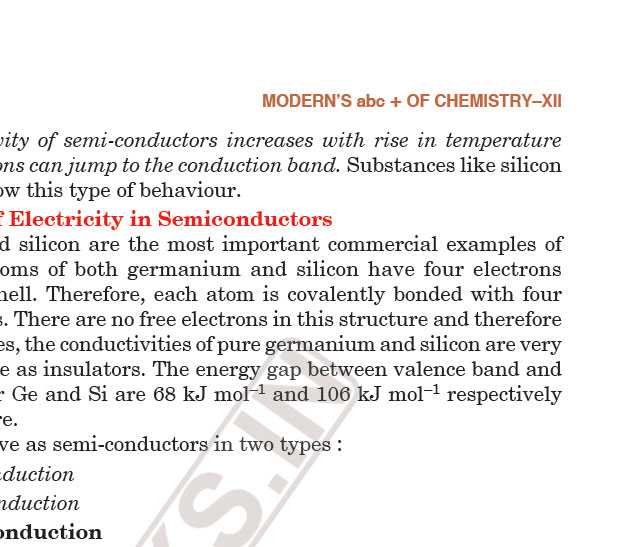 MODERN'S abc + OF CHEMISTRY–XII
vity of semi-conductors increases with rise in temperature
ons can jump to the conduction band. Substances like silicon
ow this type of behaviour.
f Electricity in Semiconductors
d silicon are the most important commercial examples of
oms of both germanium and silicon have four electrons
hell. Therefore, each atom is covalently bonded with four
s. There are no free electrons in this structure and therefore
es, the conductivities of pure germanium and silicon are very
e as insulators. The energy gap between valence band and
r Ge and Si are 68 kJ mol⁻¹ and 106 kJ mol⁻¹ respectively
re.
ve as semi-conductors in two types :
duction
nduction
onduction
KS.IN